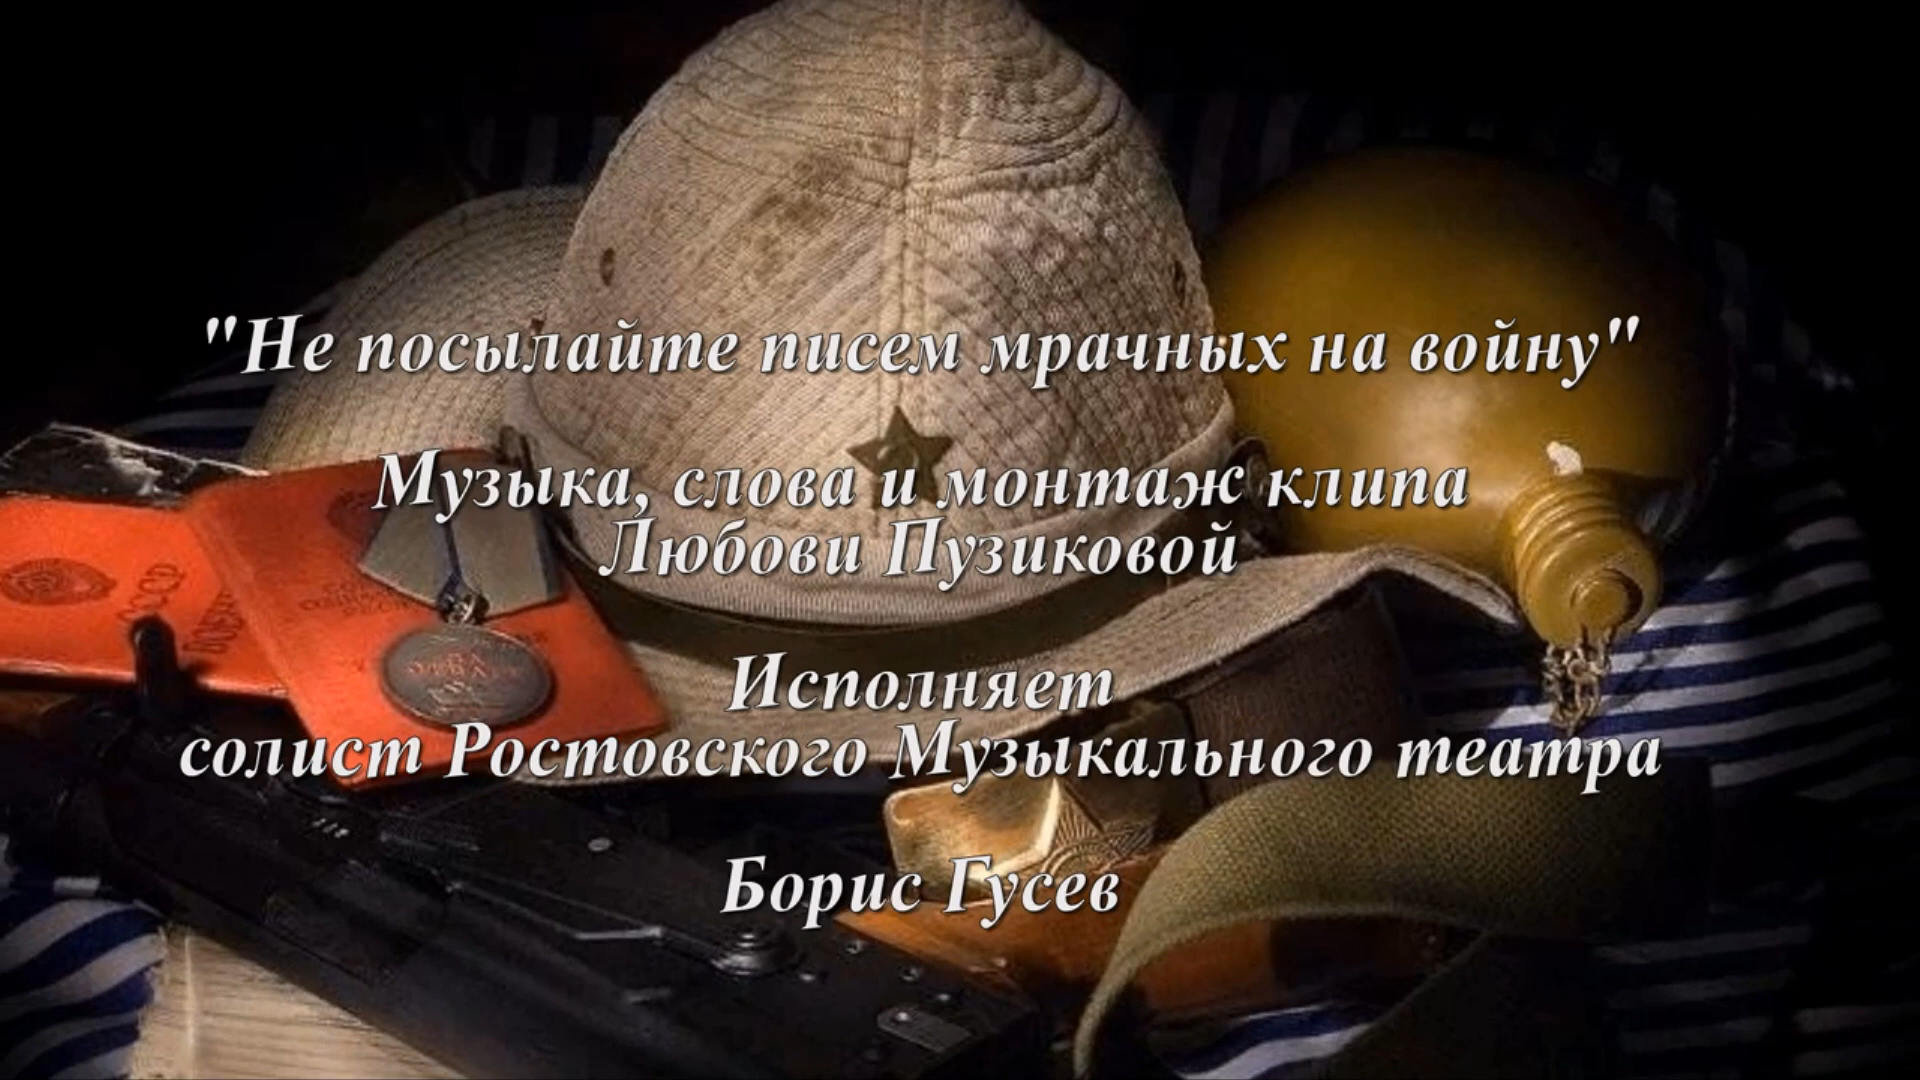 "Не посылайте писем мрачных на войну"
Музыка, слова и монтаж клипа
Любови Пузиковой
Исполняет
солист Ростовского Музыкального театра
Борис Гусев
СССР